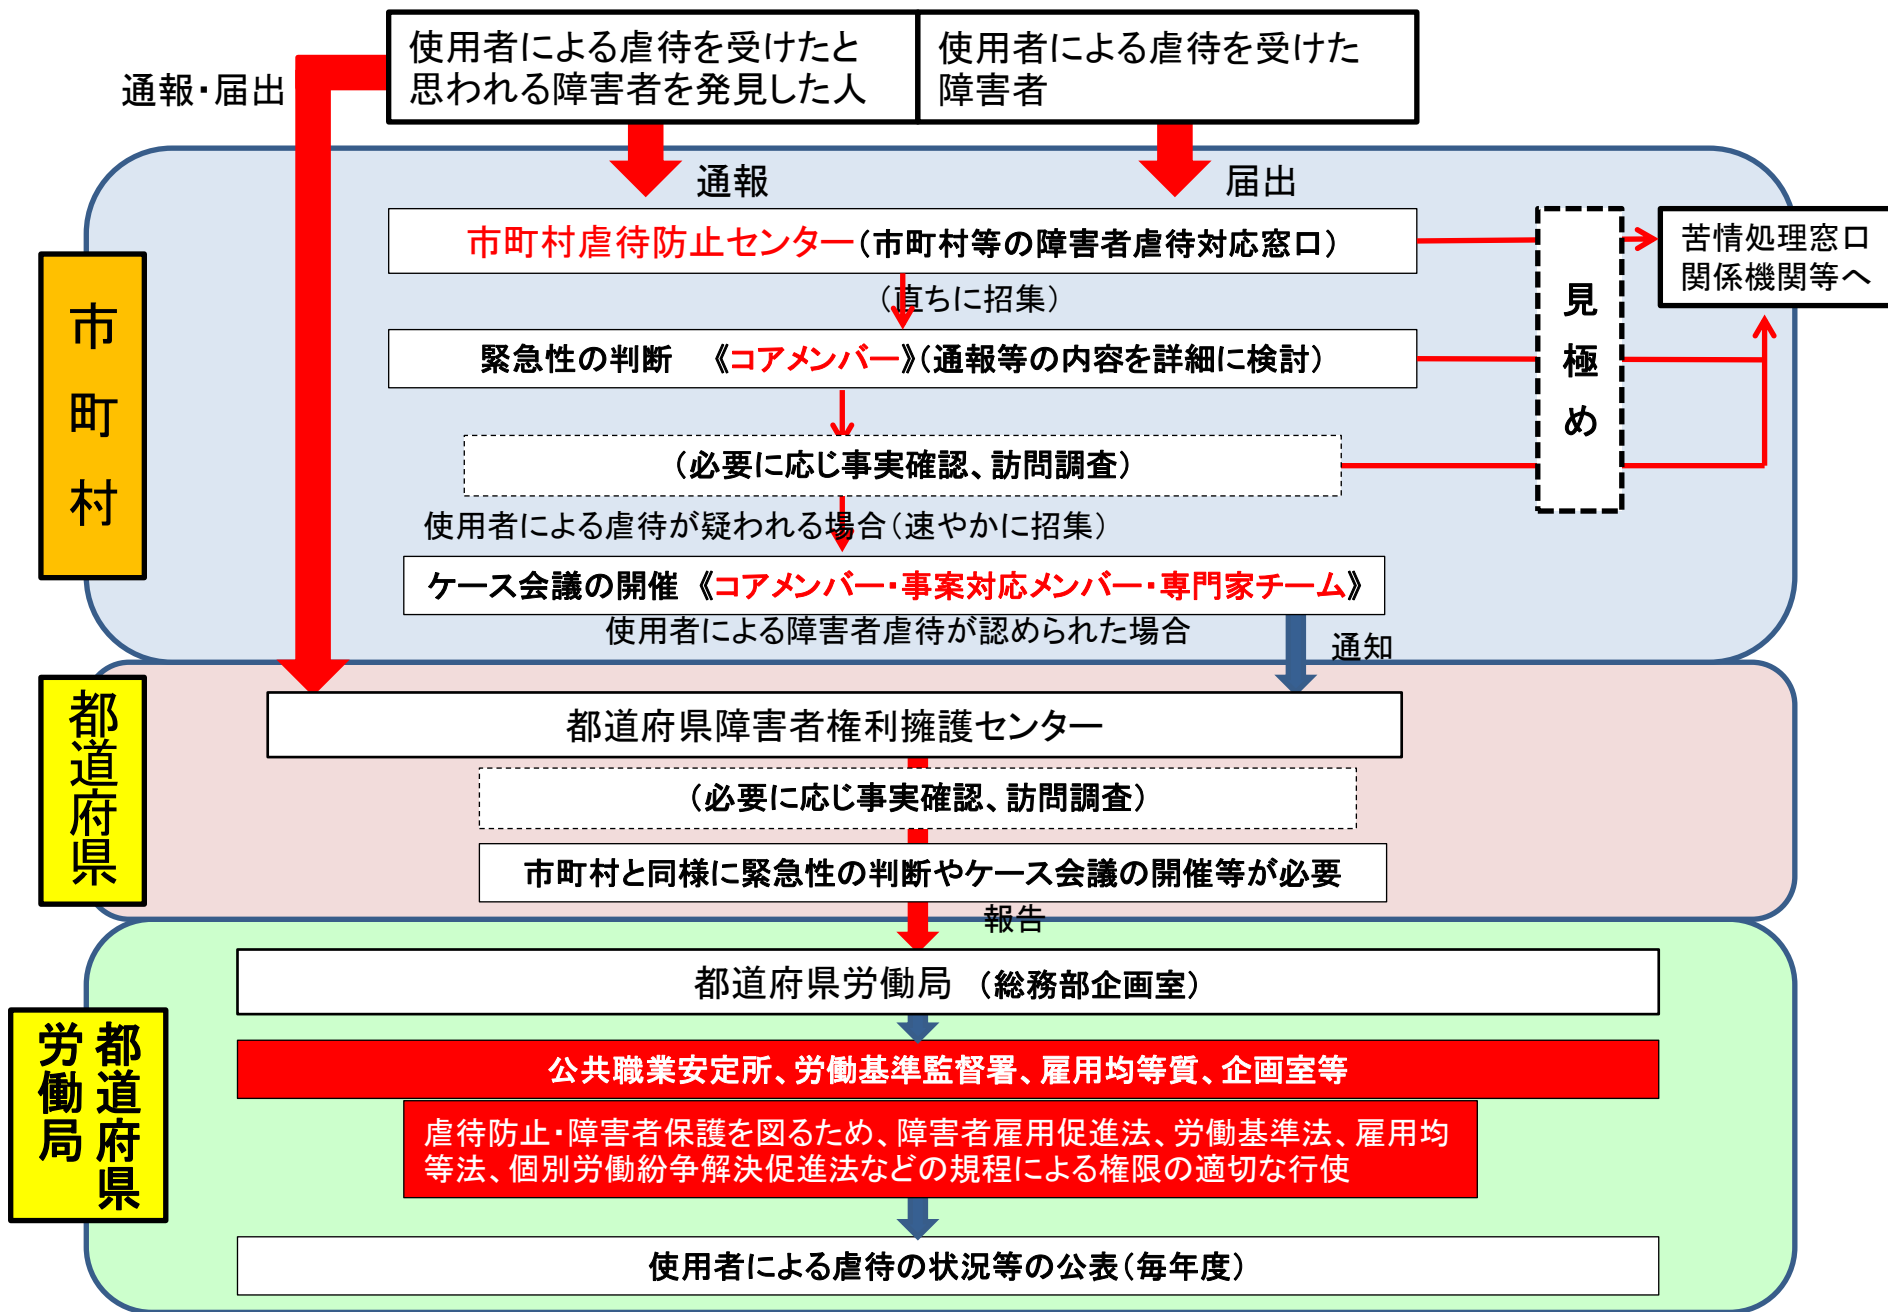 使用者による虐待を受けたと
思われる障害者を発見した人
使用者による虐待を受けた
障害者
通報・届出
通報
届出
市町村
市町村虐待防止センター(市町村等の障害者虐待対応窓口)
(直ちに招集)
緊急性の判断 《コアメンバー》(通報等の内容を詳細に検討)
(必要に応じ事実確認、訪問調査)
見極め
苦情処理窓口
関係機関等へ
使用者による虐待が疑われる場合(速やかに招集)
ケース会議の開催 《コアメンバー・事案対応メンバー・専門家チーム》
使用者による障害者虐待が認められた場合
通知
都道府県
都道府県障害者権利擁護センター
(必要に応じ事実確認、訪問調査)
市町村と同様に緊急性の判断やケース会議の開催等が必要
報告
都道府県
労働局
都道府県労働局 (総務部企画室)
公共職業安定所、労働基準監督署、雇用均等質、企画室等
虐待防止・障害者保護を図るため、障害者雇用促進法、労働基準法、雇用均
等法、個別労働紛争解決促進法などの規程による権限の適切な行使
使用者による虐待の状況等の公表(毎年度)